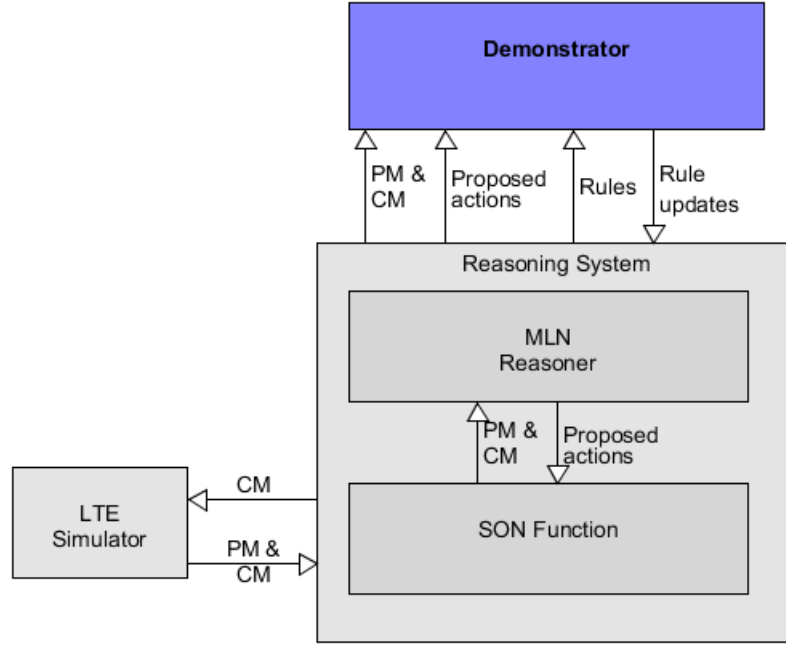 Demonstrator
PM &
CM
Proposed
actions
Rules
Rule
updates
Reasoning System
MLN
Reasoner
PM &
CM
Proposed
actions
SON Function
CM
LTE
Simulator
PM &
CM